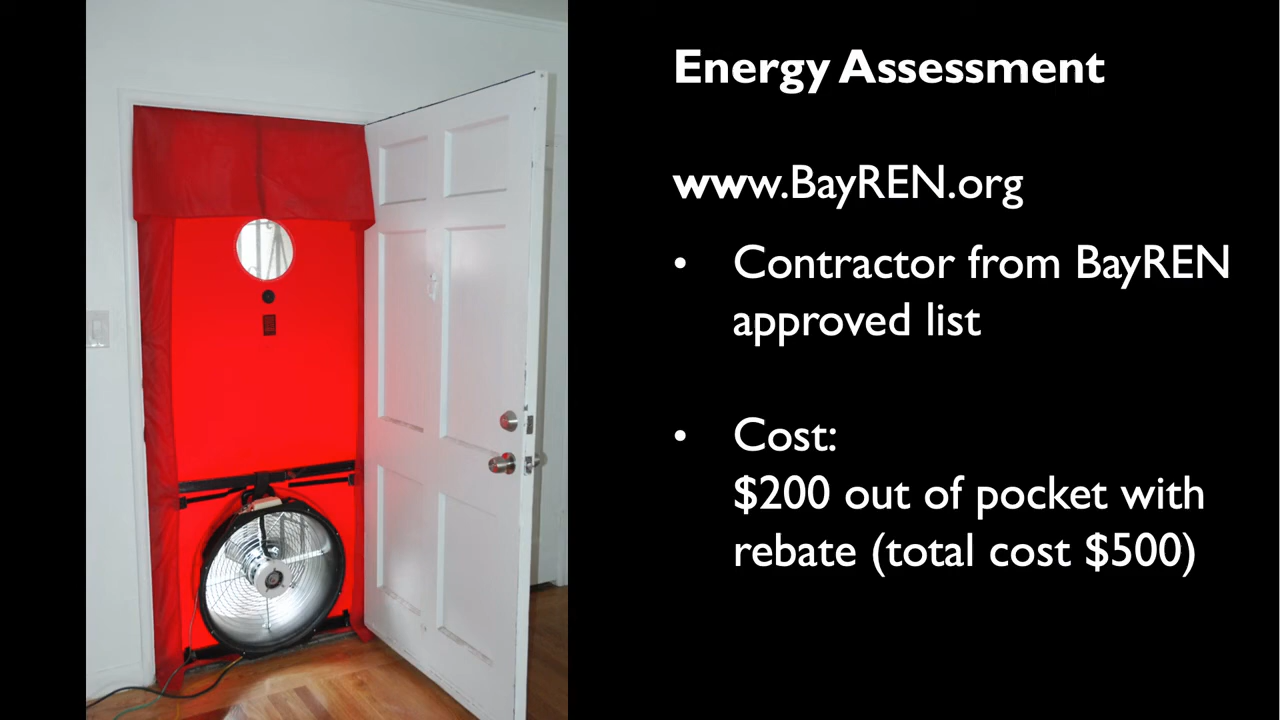 Energy Assessment
www.BayREN.org
• Contractor from BayREN
approved list
• Cost:
$200 out of pocket with
rebate (total cost $500)